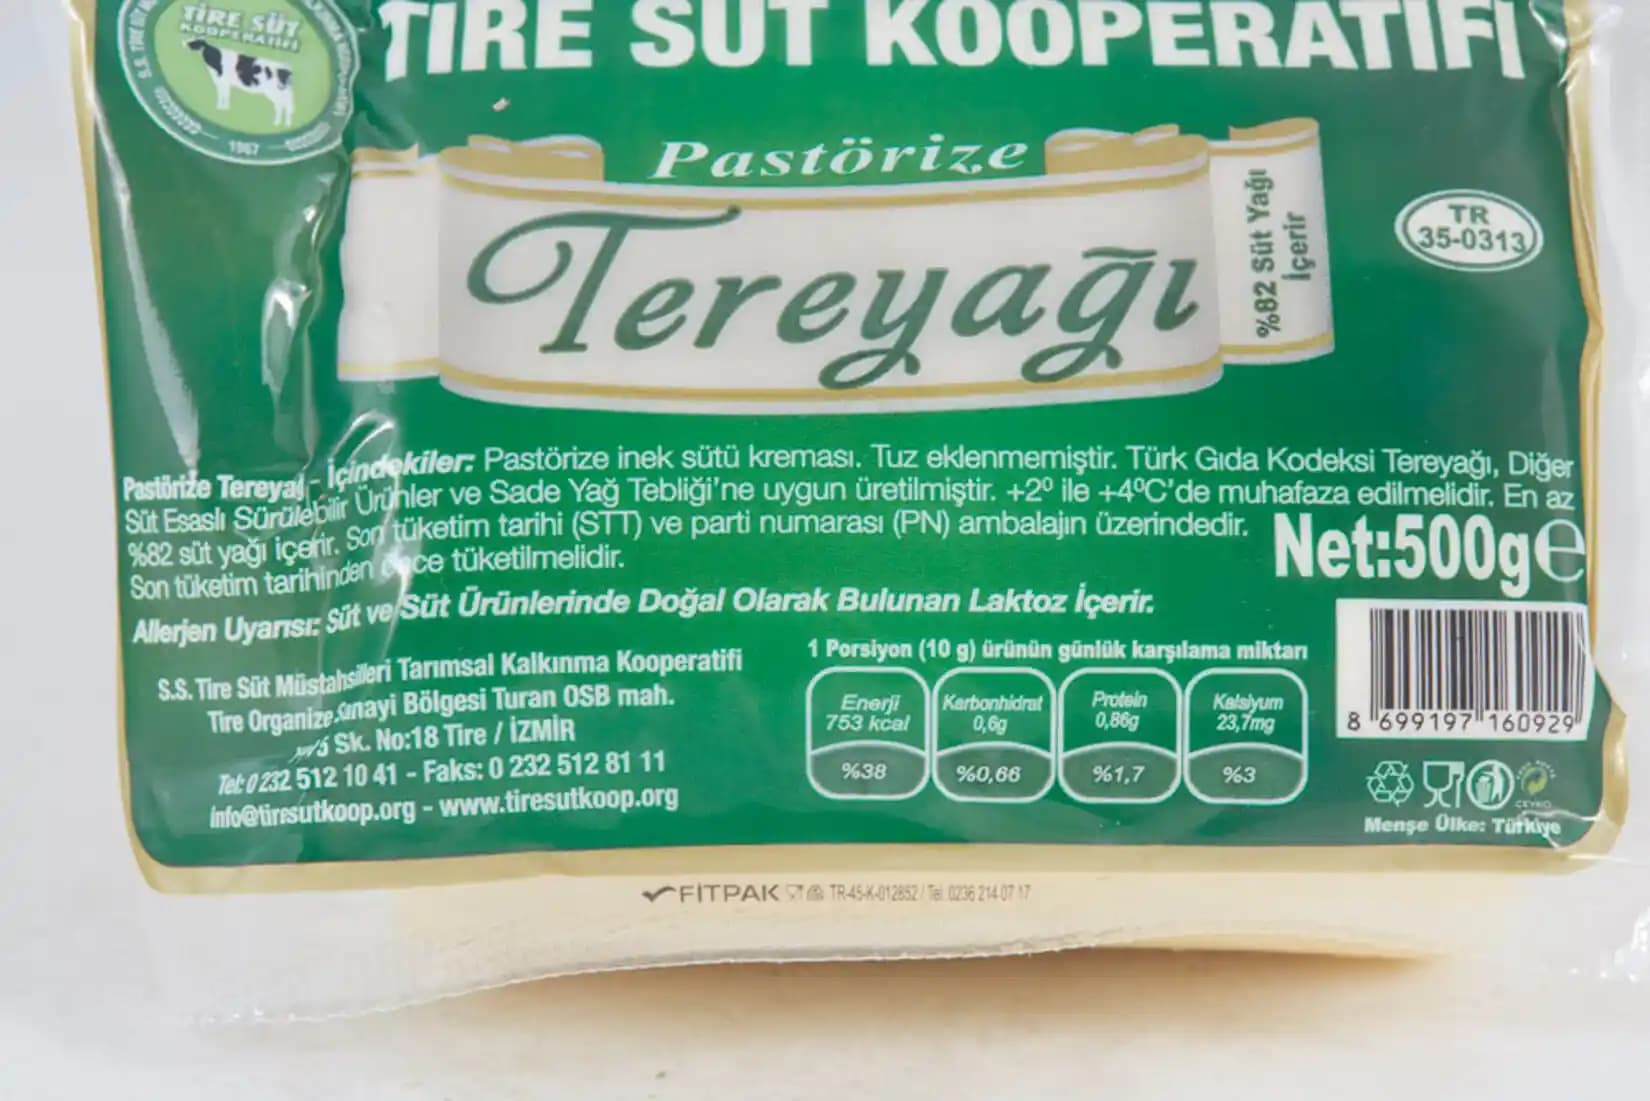 TİRE SÜT
KOOPERATİFİ
1967
TİRE SÜT KOOPERATİFİ
Pastörize
Tereyağı
%82 Süt Yağı
İçerir
TR
35-0313
Pastörize Tereyağ - İçindekiler: Pastörize inek sütü kreması. Tuz eklenmemiştir. Türk Gıda Kodeksi Tereyağı, Diğer
Süt Esaslı Sürülebilir Ürünler ve Sade Yağ Tebliği'ne uygun üretilmiştir. +2⁰ ile +4⁰C'de muhafaza edilmelidir. En az
%82 süt yağı içerir. Son tüketim tarihi (STT) ve parti numarası (PN) ambalajın üzerindedir.
Son tüketim tarihinden önce tüketilmelidir.
Net:500g℮
Allerjen Uyarısı: Süt ve Süt Ürünlerinde Doğal Olarak Bulunan Laktoz İçerir.
S.S. Tire Süt Müstahsilleri Tarımsal Kalkınma Kooperatifi
Tire Organize Sanayi Bölgesi Turan OSB mah.
Sk. No:18 Tire / İZMİR
Tel: 0 232 512 10 41 - Faks: 0 232 512 81 11
info@tiresutkoop.org - www.tiresutkoop.org
1 Porsiyon (10 g) ürünün günlük karşılama miktarı
Enerji
753 kcal
%38
Karbonhidrat
0,6g
%0,66
Protein
0,86g
%1,7
Kalsiyum
23,7mg
%3
8 699197 160929
ÇEVKO
Menşe Ülke: Türkiye
FİTPAK TR-45-K-012852 / Tel. 0236 214 07 17